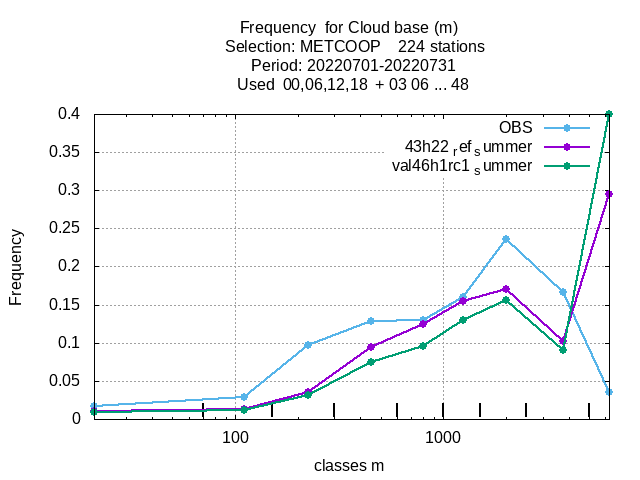 Frequency  for Cloud base (m)
Selection: METCOOP    224 stations
Period: 20220701-20220731
Used  00,06,12,18  + 03 06 ... 48
OBS
43h22 ref summer
val46h1rc1 summer
0.4
0.35
0.3
0.25
0.2
0.15
0.1
0.05
0
Frequency
100 1000
classes m